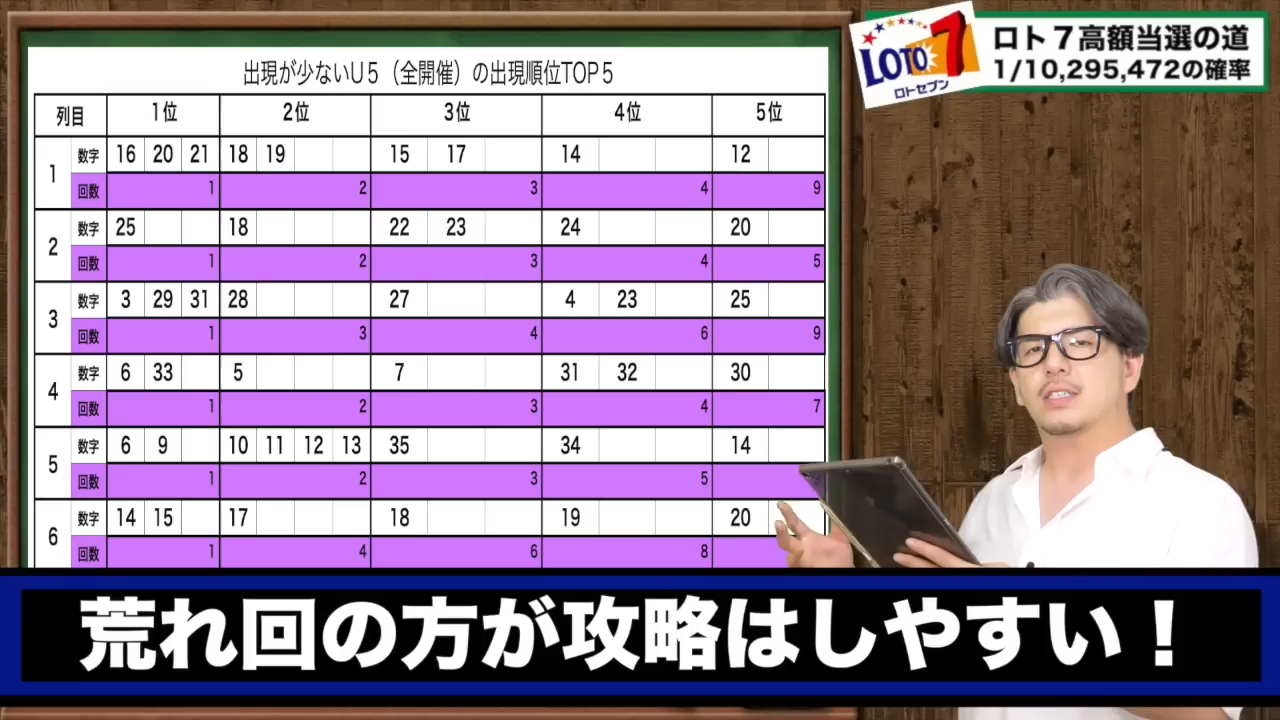 出現が少ないU5（全開催）の出現順位TOP5
列目 1位 2位 3位 4位 5位
1 数字 16 20 21 18 19 15 17 14 12
回数 1 2 3 4 9
2 数字 25 18 22 23 24 20
回数 1 2 3 4 5
3 数字 3 29 31 28 27 4 23 25
回数 1 3 4 6 9
4 数字 6 33 5 7 31 32 30
回数 1 2 3 4 7
5 数字 6 9 10 11 12 13 35 34 14
回数 1 2 3 5
6 数字 14 15 17 18 19 20
回数 1 4 6 8
LOTO 7
ロトセブン
ロト7高額当選の道
1/10,295,472の確率
荒れ回の方が攻略はしやすい！